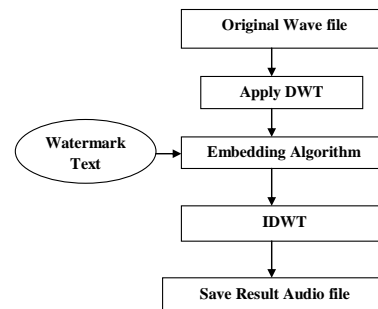 Original Wave file
Apply DWT
Watermark
Text
Embedding Algorithm
IDWT
Save Result Audio file